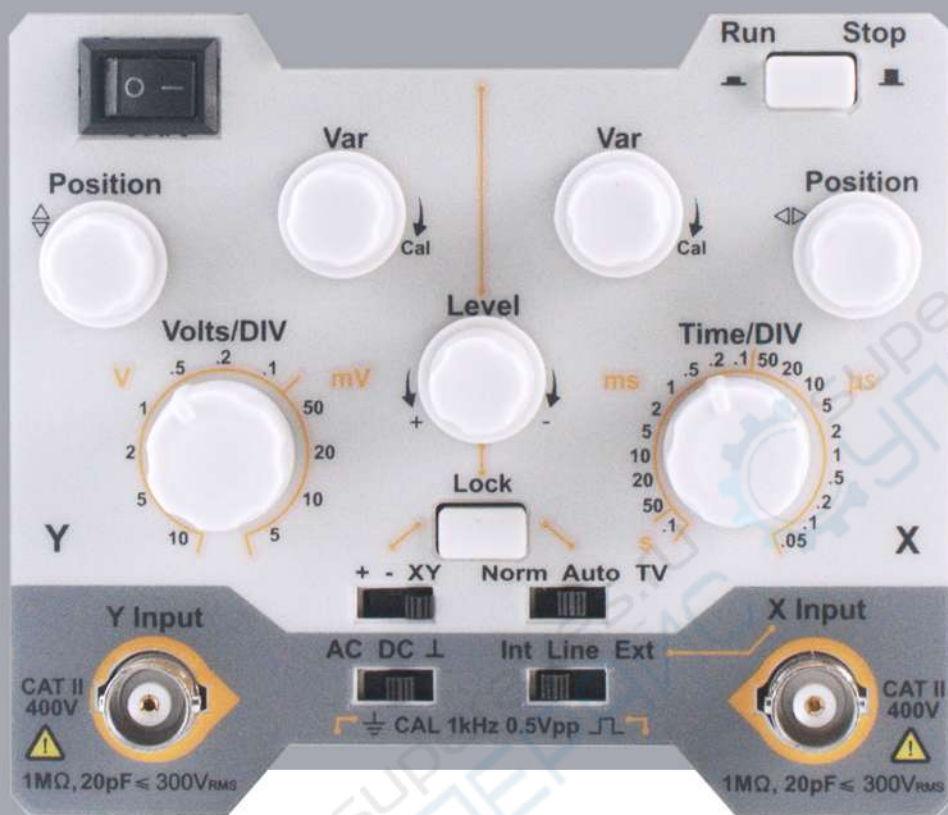 Run Stop
Var Var
Position Position
Cal Cal
Level
Volts/DIV Time/DIV
V .5 .2 .1 mV
1 50
2 20
5 10
10 5
+ -
ms .5 .2 .1 50 20 10 µs
1 5
2 2
5 1
10 .5
20 .2
50 .1
.1 .05
s
Lock
Y X
+ - XY Norm Auto TV
Y Input X Input
AC DC ⊥ Int Line Ext
CAT II CAT II
400V 400V
CAL 1kHz 0.5Vpp
1MΩ, 20pF ≤ 300VRMS 1MΩ, 20pF ≤ 300VRMS